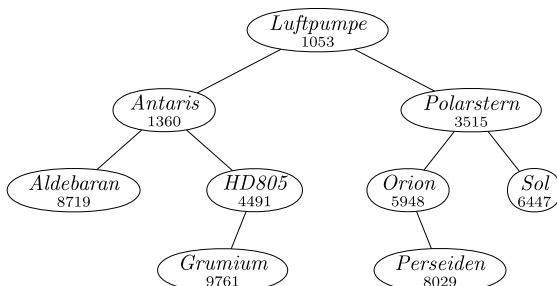 Luftpumpe
1053
Antaris
1360
Polarstern
3515
Aldebaran
8719
HD805
4491
Orion
5948
Sol
6447
Grumium
9761
Perseiden
8029